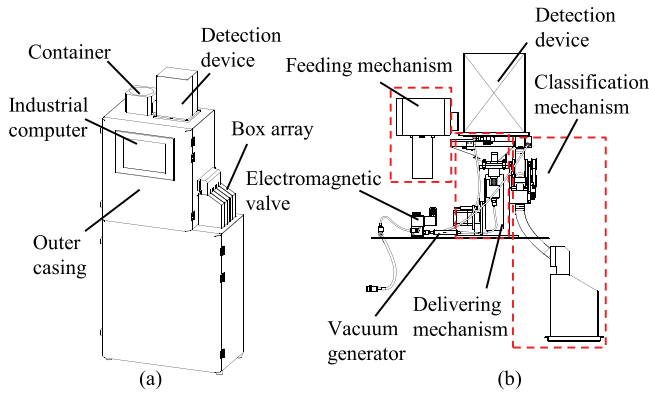 Container
Detection
device
Industrial
computer
Box array
Outer
casing
(a)
Detection
device
Feeding mechanism
Classification
mechanism
Electromagnetic
valve
Delivering
mechanism
Vacuum
generator
(b)